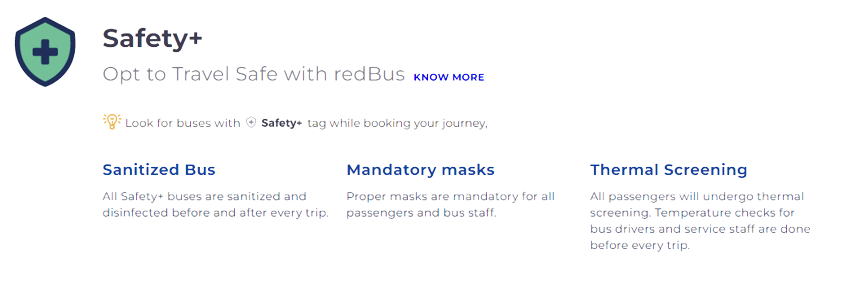 Safety+
Opt to Travel Safe with redBus KNOW MORE
Look for buses with Safety+ tag while booking your journey,
Sanitized Bus
All Safety+ buses are sanitized and
disinfected before and after every trip.
Mandatory masks
Proper masks are mandatory for all
passengers and bus staff.
Thermal Screening
All passengers will undergo thermal
screening. Temperature checks for
bus drivers and service staff are done
before every trip.